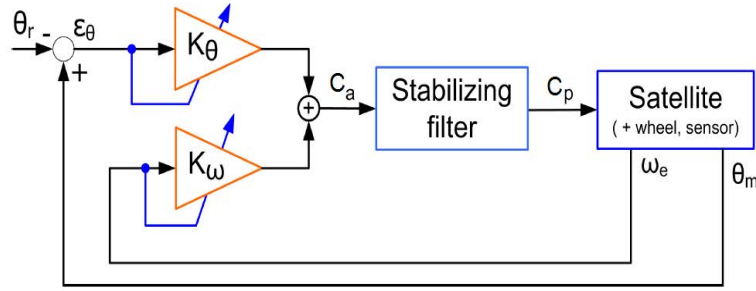 θr - εθ
+
Kθ
Kω
+
Ca
Stabilizing
filter
Cp
Satellite
( + wheel, sensor)
ωe
θm